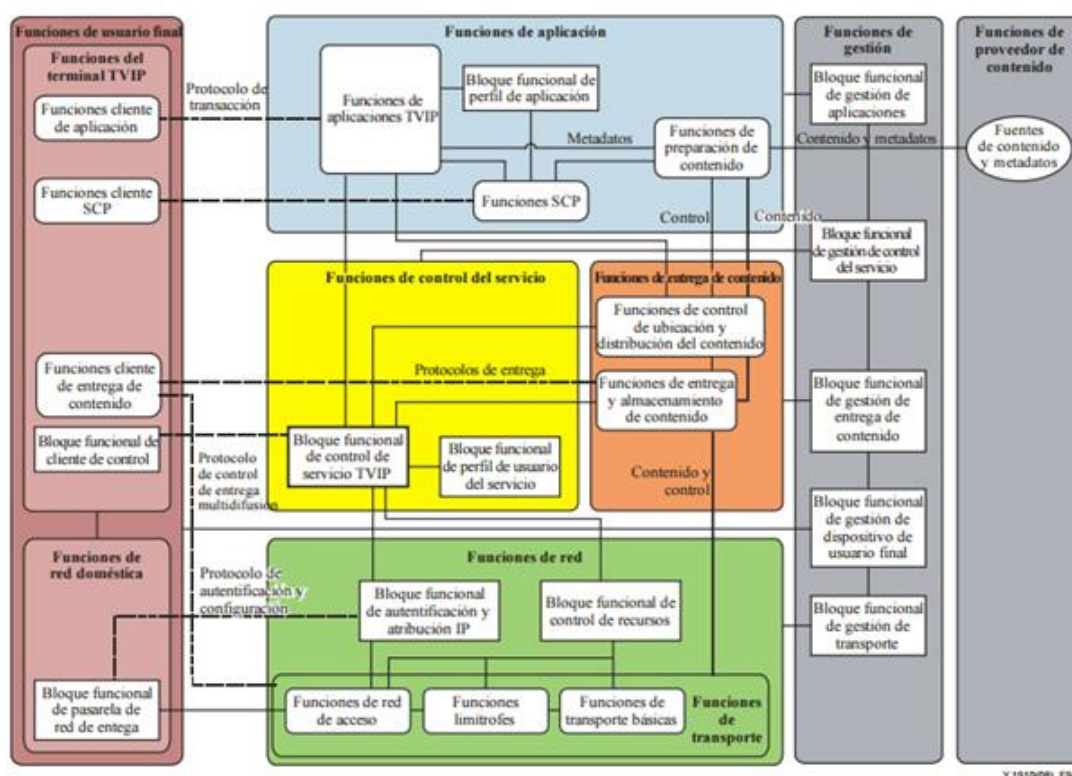 Funciones de usuario final
Funciones del
terminal TVIP
Funciones cliente
de aplicación
Funciones cliente
SCP
Funciones cliente
de entrega de
contenido
Bloque funcional de
cliente de control
Funciones de
red doméstica
Bloque funcional
de pasarela de
red de entega
Protocolo de
transacción
Protocolo
de control
de entrega
multidifusión
Protocolo de
autentificación y
configuración
Funciones de aplicación
Funciones de
aplicaciones TVIP
Bloque funcional de
perfil de aplicación
Metadatos
Funciones de
preparación de
contenido
Funciones SCP
Control
Contenido
Funciones de control del servicio
Protocolos de entrega
Bloque funcional
de control de
servicio TVIP
Bloque funcional
de perfil de usuario
del servicio
Funciones de entrega de contenido
Funciones de control
de ubicación y
distribución del contenido
Funciones de entrega
y almacenamiento
de contenido
Contenido y
control
Funciones de red
Bloque funcional
de autentificación y
atribución IP
Bloque funcional de
control de recursos
Funciones de red
de acceso
Funciones
limítrofes
Funciones de
transporte básicas
Funciones
de
transporte
Funciones de
gestión
Bloque funcional
de gestión de
aplicaciones
Contenido y metadatos
Bloque funcional
de gestión de control
del servicio
Bloque funcional
de gestión de
entrega de
contenido
Bloque funcional
de gestión de
dispositivo de
usuario final
Bloque funcional
de gestión de
transporte
Funciones de
proveedor de
contenido
Fuentes
de contenido
y metadatos